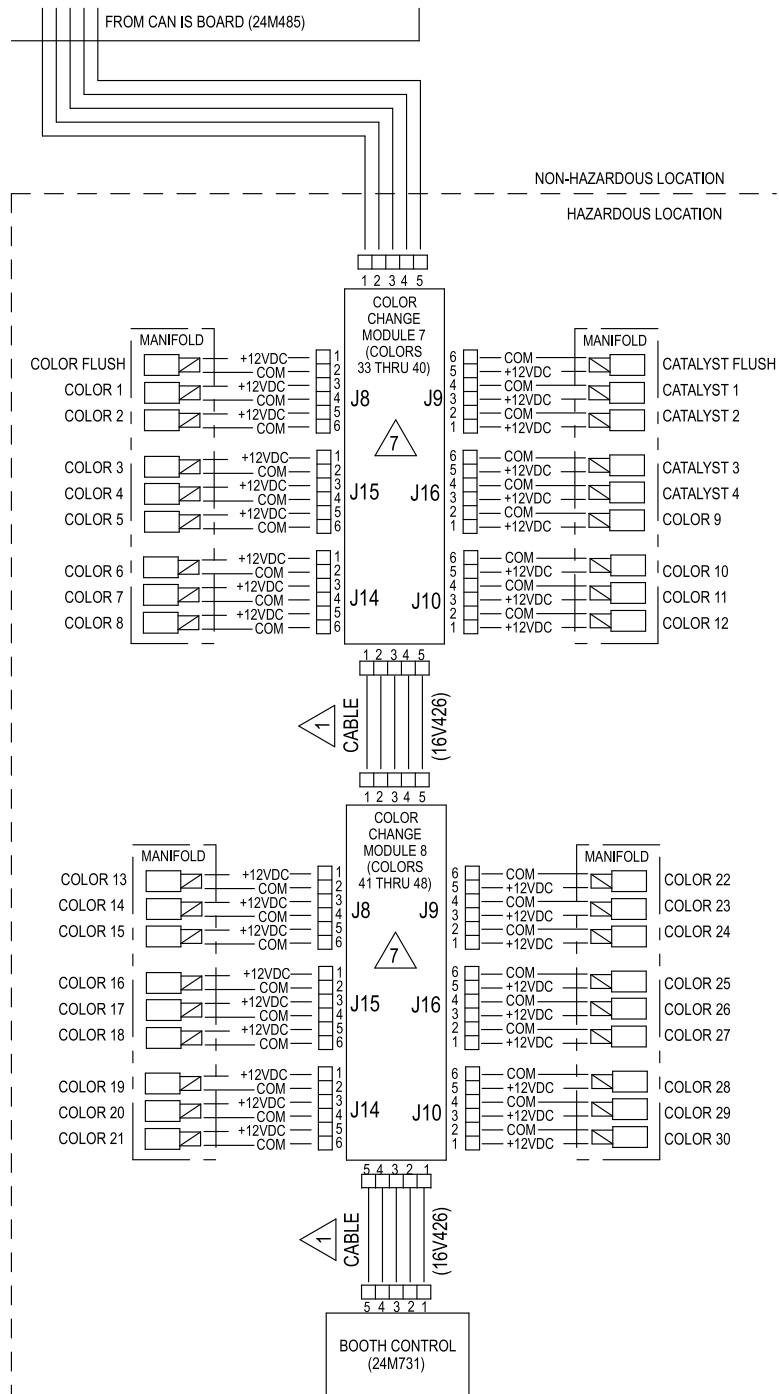 FROM CAN IS BOARD (24M485)
NON-HAZARDOUS LOCATION
HAZARDOUS LOCATION
1 2 3 4 5
COLOR
CHANGE
MODULE 7
(COLORS
33 THRU 40)
MANIFOLD
MANIFOLD
COLOR FLUSH +12VDC 1 6 COM CATALYST FLUSH
COM 2 5 +12VDC
COLOR 1 +12VDC 3 J8 J9 4 COM CATALYST 1
COM 4 3 +12VDC
COLOR 2 +12VDC 5 2 COM CATALYST 2
COM 6 1 +12VDC
7
COLOR 3 +12VDC 1 6 COM CATALYST 3
COM 2 5 +12VDC
COLOR 4 +12VDC 3 J15 J16 4 COM CATALYST 4
COM 4 3 +12VDC
COLOR 5 +12VDC 5 2 COM COLOR 9
COM 6 1 +12VDC
COLOR 6 +12VDC 1 6 COM COLOR 10
COM 2 5 +12VDC
COLOR 7 +12VDC 3 J14 J10 4 COM COLOR 11
COM 4 3 +12VDC
COLOR 8 +12VDC 5 2 COM COLOR 12
COM 6 1 +12VDC
1 2 3 4 5
1 CABLE (16V426)
1 2 3 4 5
COLOR
CHANGE
MODULE 8
(COLORS
41 THRU 48)
MANIFOLD
MANIFOLD
COLOR 13 +12VDC 1 6 COM COLOR 22
COM 2 5 +12VDC
COLOR 14 +12VDC 3 J8 J9 4 COM COLOR 23
COM 4 3 +12VDC
COLOR 15 +12VDC 5 2 COM COLOR 24
COM 6 1 +12VDC
7
COLOR 16 +12VDC 1 6 COM COLOR 25
COM 2 5 +12VDC
COLOR 17 +12VDC 3 J15 J16 4 COM COLOR 26
COM 4 3 +12VDC
COLOR 18 +12VDC 5 2 COM COLOR 27
COM 6 1 +12VDC
COLOR 19 +12VDC 1 6 COM COLOR 28
COM 2 5 +12VDC
COLOR 20 +12VDC 3 J14 J10 4 COM COLOR 29
COM 4 3 +12VDC
COLOR 21 +12VDC 5 2 COM COLOR 30
COM 6 1 +12VDC
5 4 3 2 1
1 CABLE (16V426)
5 4 3 2 1
BOOTH CONTROL
(24M731)